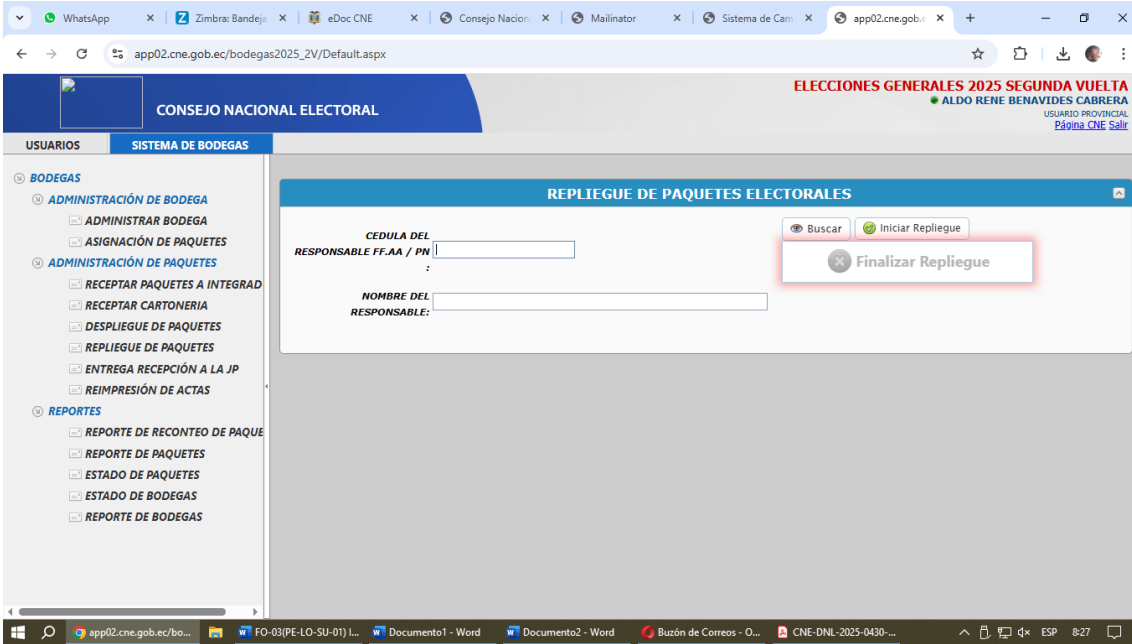 WhatsApp
Zimbra: Bandeja
eDoc CNE
Consejo Nacion
Mailinator
Sistema de Cam
app02.cne.gob.e
app02.cne.gob.ec/bodegas2025_2V/Default.aspx
CONSEJO NACIONAL ELECTORAL
ELECCIONES GENERALES 2025 SEGUNDA VUELTA
ALDO RENE BENAVIDES CABRERA
USUARIO PROVINCIAL
Página CNE Salir
USUARIOS
SISTEMA DE BODEGAS
BODEGAS
ADMINISTRACIÓN DE BODEGA
ADMINISTRAR BODEGA
ASIGNACIÓN DE PAQUETES
ADMINISTRACIÓN DE PAQUETES
RECEPTAR PAQUETES A INTEGRAD
RECEPTAR CARTONERIA
DESPLIEGUE DE PAQUETES
REPLIEGUE DE PAQUETES
ENTREGA RECEPCIÓN A LA JP
REIMPRESIÓN DE ACTAS
REPORTES
REPORTE DE RECONTEO DE PAQUE
REPORTE DE PAQUETES
ESTADO DE PAQUETES
ESTADO DE BODEGAS
REPORTE DE BODEGAS
REPLIEGUE DE PAQUETES ELECTORALES
CEDULA DEL
RESPONSABLE FF.AA / PN
:
NOMBRE DEL
RESPONSABLE:
Buscar
Iniciar Repliegue
Finalizar Repliegue
app02.cne.gob.ec/bo...
FO-03(PE-LO-SU-01) I...
Documento1 - Word
Documento2 - Word
Buzón de Correos - O...
CNE-DNL-2025-0430-...
ESP
8:27